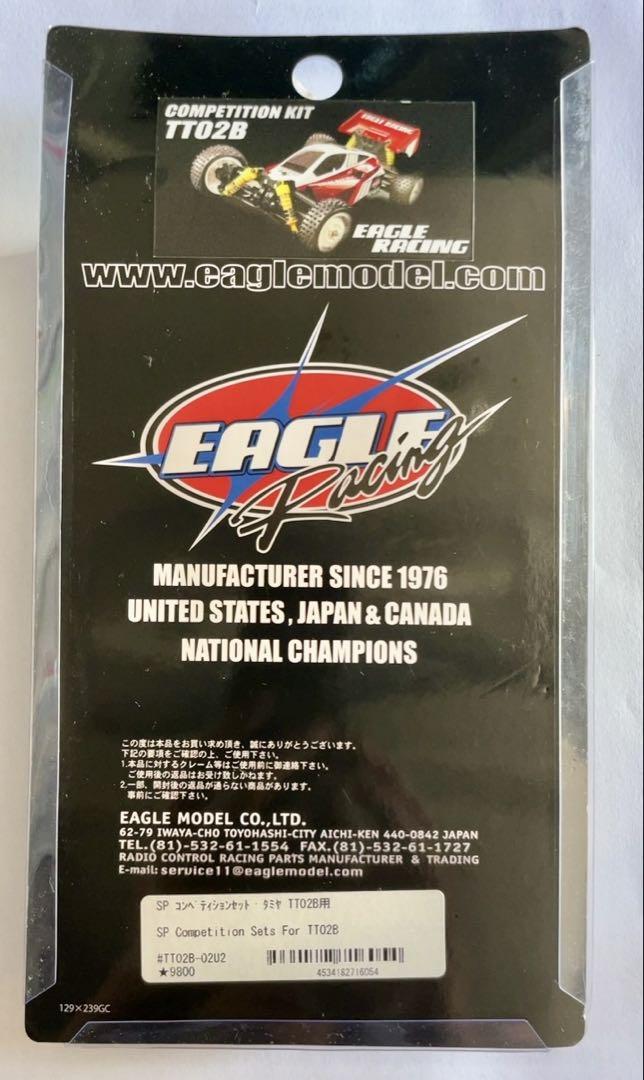 COMPETITION KIT
TT02B
EAGLE RACING
EAGLE
RACING
www.eaglemodel.com
EAGLE
Racing
MANUFACTURER SINCE 1976
UNITED STATES, JAPAN & CANADA
NATIONAL CHAMPIONS
この度は本品をお買い求め頂き、誠にありがとうございます。
下記の要項をご確認の上、ご使用下さい。
1.本品に対するクレーム等はご使用前に御連絡下さい。
ご使用後の返品はお受け致しかねます。
2.一部、開封後の返品が通らない商品があります。
事前にご確認下さい。
EAGLE MODEL CO.,LTD.
62-79 IWAYA-CHO TOYOHASHI-CITY AICHI-KEN 440-0842 JAPAN
TEL.(81)-532-61-1554 FAX.(81)-532-61-1727
RADIO CONTROL RACING PARTS MANUFACTURER & TRADING
E-mail: service11@eaglemodel.com
SP ｺﾝﾍﾟﾃｨｼｮﾝｾｯﾄ・ﾀﾐﾔ TT02B用
SP Competition Sets For TT02B
#TT02B-02U2
★9800
4534182716054
129×239GC